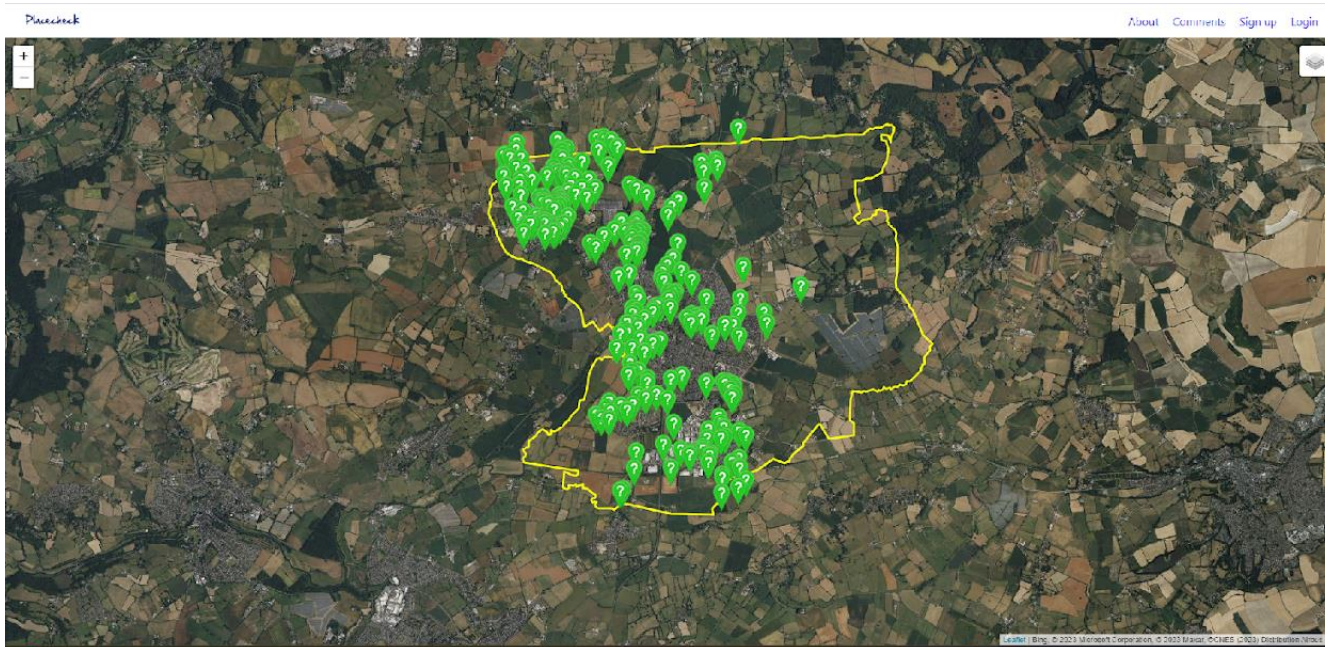 Placecheck
About Comments Sign up Login
+
−
Leaflet | Bing, © 2023 Microsoft Corporation, © 2023 Maxar, ©CNES (2023) Distribution Airbus